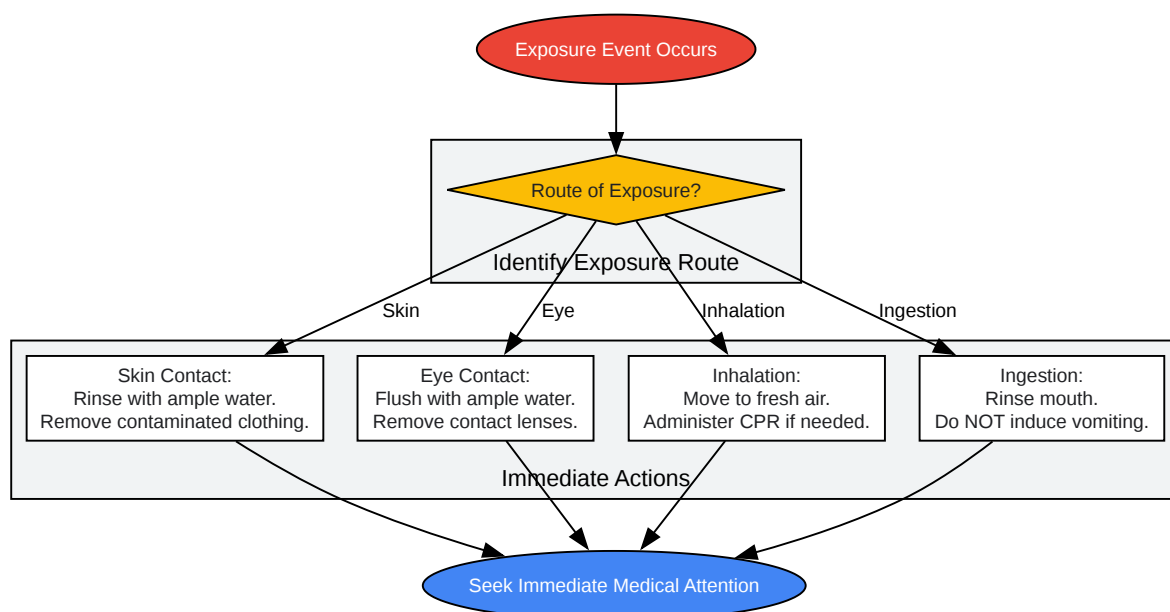 Exposure Event Occurs
Route of Exposure?
Identify Exposure Route
Skin
Eye
Inhalation
Ingestion
Skin Contact:
Rinse with ample water.
Remove contaminated clothing.
Eye Contact:
Flush with ample water.
Remove contact lenses.
Inhalation:
Move to fresh air.
Administer CPR if needed.
Ingestion:
Rinse mouth.
Do NOT induce vomiting.
Immediate Actions
Seek Immediate Medical Attention